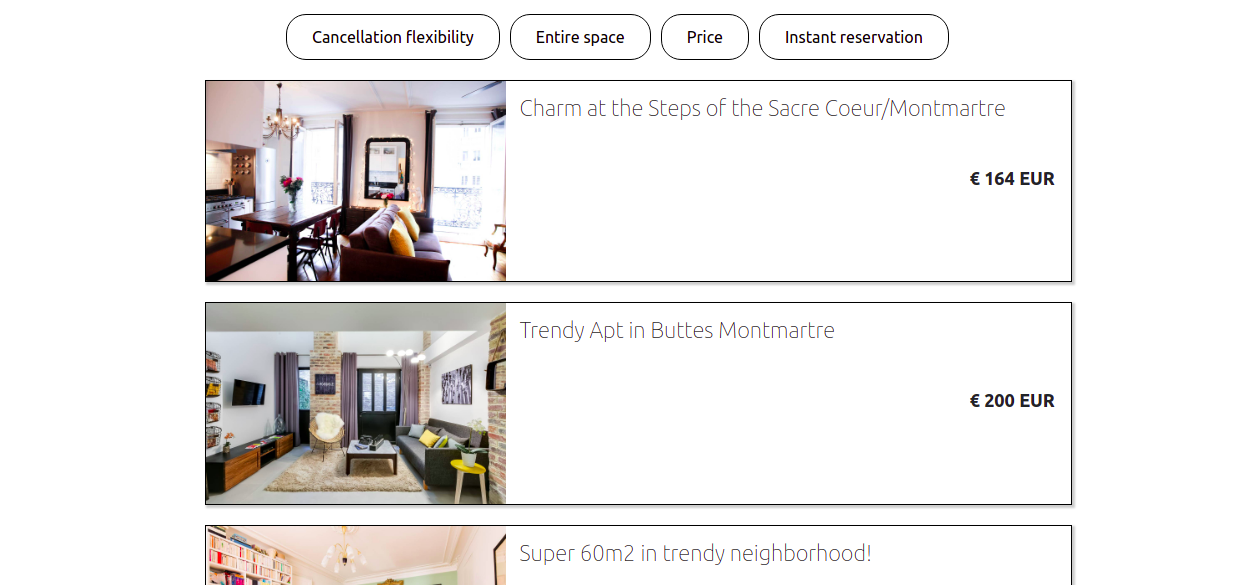 Cancellation flexibility
Entire space
Price
Instant reservation
Charm at the Steps of the Sacre Coeur/Montmartre
€ 164 EUR
Trendy Apt in Buttes Montmartre
€ 200 EUR
Super 60m2 in trendy neighborhood!